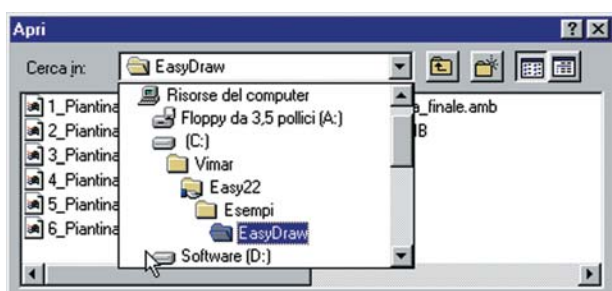 Apri
Cerca in: EasyDraw
Risorse del computer
Floppy da 3,5 pollici (A:)
(C:)
Vimar
Easy22
Esempi
EasyDraw
Software (D:)
1_Piantina
2_Piantina
3_Piantina
4_Piantina
5_Piantina
6_Piantina
a_finale.amb
IB